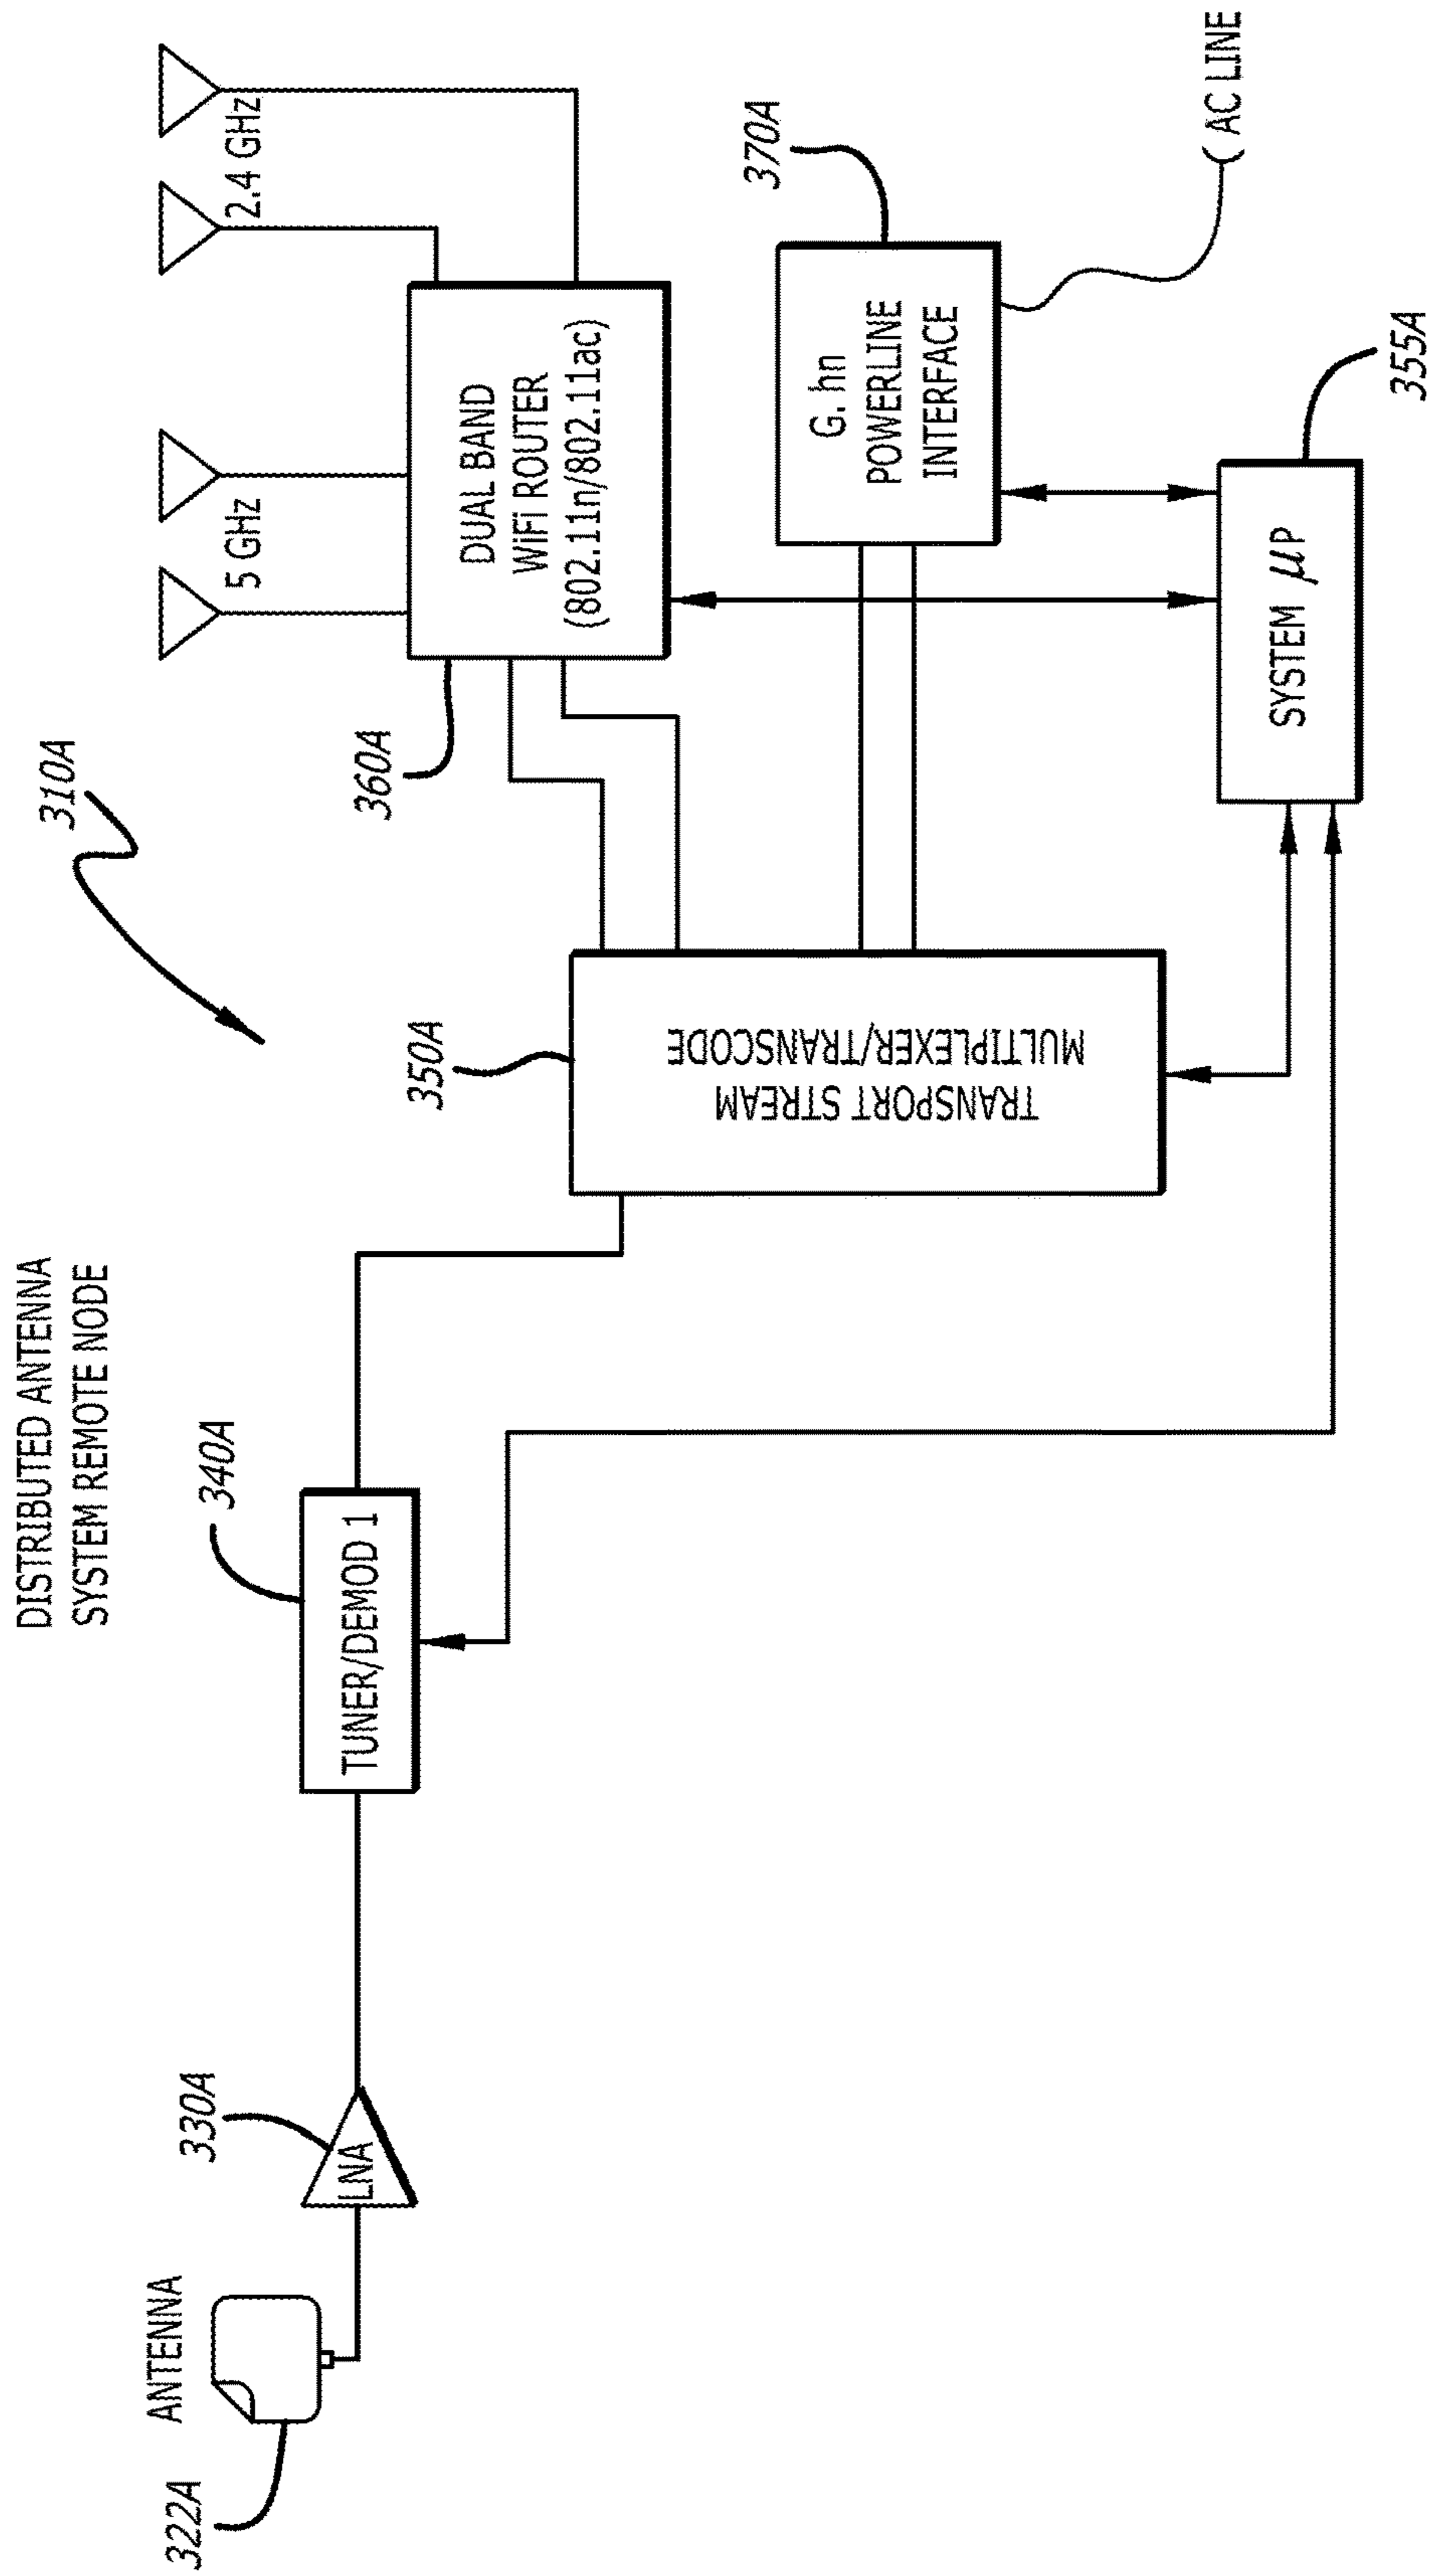 DISTRIBUTED ANTENNA
SYSTEM REMOTE NODE
310A
322A
ANTENNA
330A
LNA
340A
TUNER/DEMOD 1
350A
TRANSPORT STREAM
MULTIPLEXER/TRANSCODE
360A
DUAL BAND
WiFi ROUTER
(802.11n/802.11ac)
5 GHz
2.4 GHz
370A
G.hn
POWERLINE
INTERFACE
AC LINE
SYSTEM μP
355A